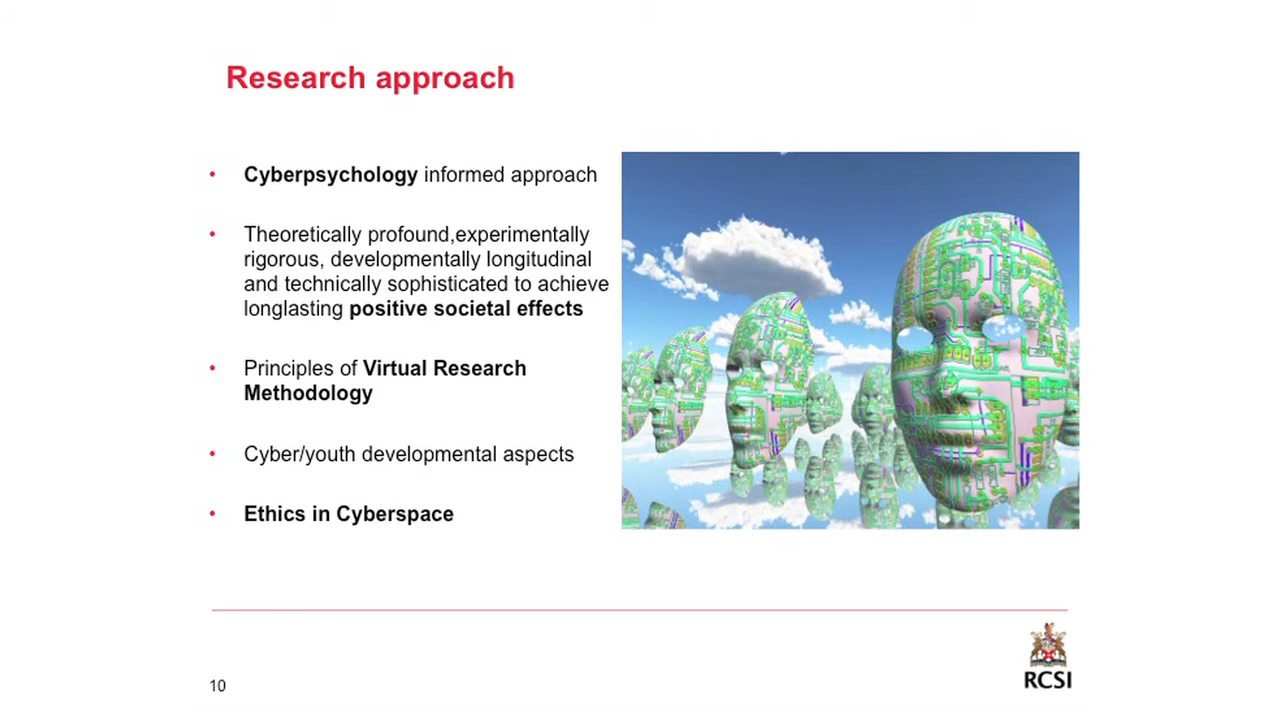 Research approach
• Cyberpsychology informed approach
• Theoretically profound,experimentally
rigorous, developmentally longitudinal
and technically sophisticated to achieve
longlasting positive societal effects
• Principles of Virtual Research
Methodology
• Cyber/youth developmental aspects
• Ethics in Cyberspace
RCSI
10